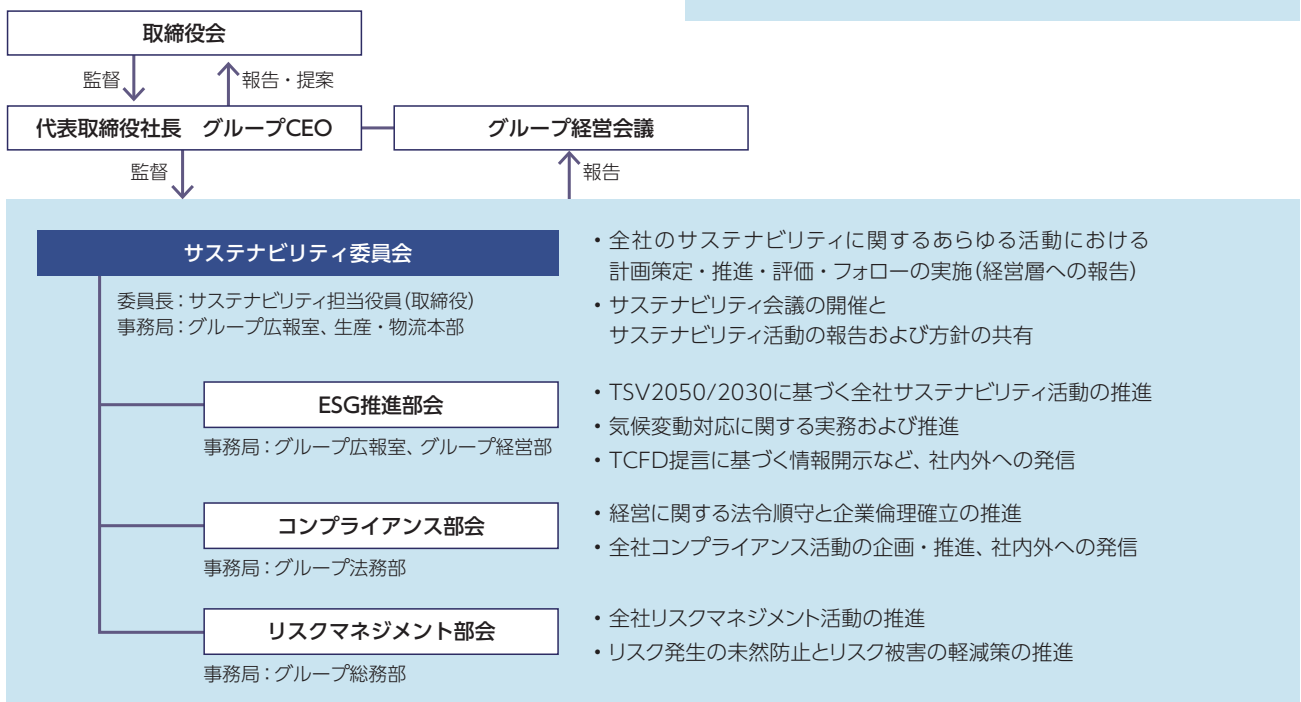 取締役会
監督
報告・提案
代表取締役社長　グループCEO
グループ経営会議
監督
報告
サステナビリティ委員会
委員長：サステナビリティ担当役員(取締役)
事務局：グループ広報室、生産・物流本部
・全社のサステナビリティに関するあらゆる活動における
計画策定・推進・評価・フォローの実施(経営層への報告)
・サステナビリティ会議の開催と
サステナビリティ活動の報告および方針の共有
ESG推進部会
事務局：グループ広報室、グループ経営部
・TSV2050/2030に基づく全社サステナビリティ活動の推進
・気候変動対応に関する実務および推進
・TCFD提言に基づく情報開示など、社内外への発信
コンプライアンス部会
事務局：グループ法務部
・経営に関する法令順守と企業倫理確立の推進
・全社コンプライアンス活動の企画・推進、社内外への発信
リスクマネジメント部会
事務局：グループ総務部
・全社リスクマネジメント活動の推進
・リスク発生の未然防止とリスク被害の軽減策の推進